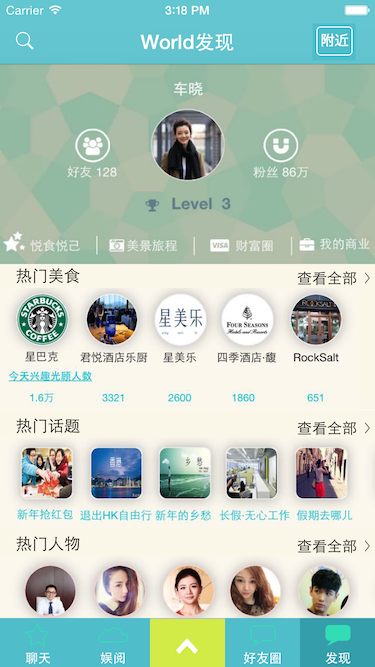 Carrier 3:18 PM
World发现 附近
车晓
好友 128 粉丝 86万
Level 3
悦食悦己 美景旅程 VISA 财富圈 我的商业
热门美食 查看全部
STARBUCKS COFFEE 星美乐 FOUR SEASONS ROCKSALT
星巴克 君悦酒店乐厨 星美乐 四季酒店·馥 RockSalt
今天兴趣光顾人数
1.6万 3321 2600 1860 651
热门话题 查看全部
香港 乡愁
新年抢红包 退出HK自由行 新年的乡愁 长假·无心工作 假期去哪儿
热门人物 查看全部
聊天 娱阅 好友圈 发现